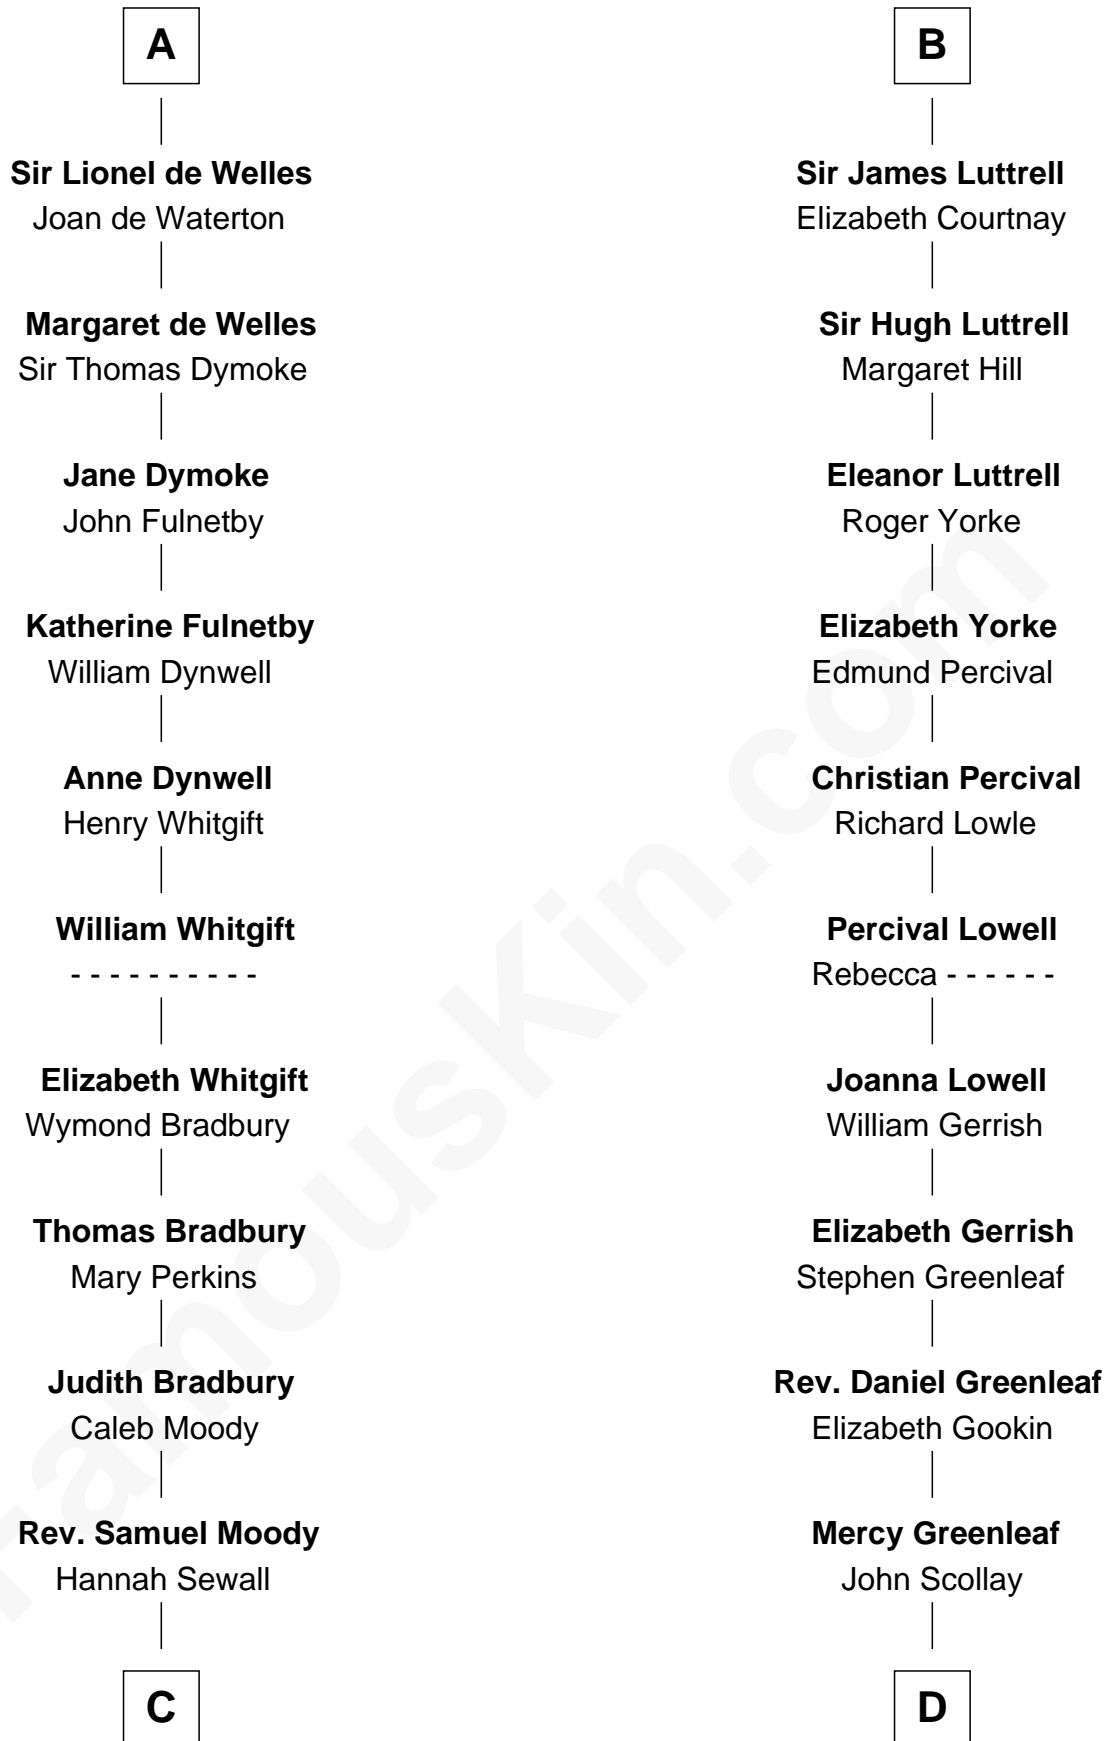 A
Sir Lionel de Welles
Joan de Waterton
Margaret de Welles
Sir Thomas Dymoke
Jane Dymoke
John Fulnetby
Katherine Fulnetby
William Dynwell
Anne Dynwell
Henry Whitgift
William Whitgift
- - - - - - - - - -
Elizabeth Whitgift
Wymond Bradbury
Thomas Bradbury
Mary Perkins
Judith Bradbury
Caleb Moody
Rev. Samuel Moody
Hannah Sewall
C
B
Sir James Luttrell
Elizabeth Courtnay
Sir Hugh Luttrell
Margaret Hill
Eleanor Luttrell
Roger Yorke
Elizabeth Yorke
Edmund Percival
Christian Percival
Richard Lowle
Percival Lowell
Rebecca - - - - - -
Joanna Lowell
William Gerrish
Elizabeth Gerrish
Stephen Greenleaf
Rev. Daniel Greenleaf
Elizabeth Gookin
Mercy Greenleaf
John Scollay
D
FamousKin.com